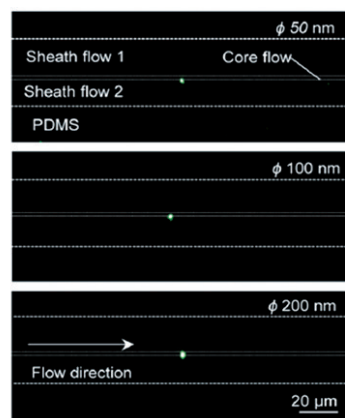 ϕ 50 nm
Sheath flow 1
Core flow
Sheath flow 2
PDMS
ϕ 100 nm
ϕ 200 nm
Flow direction
20 μm